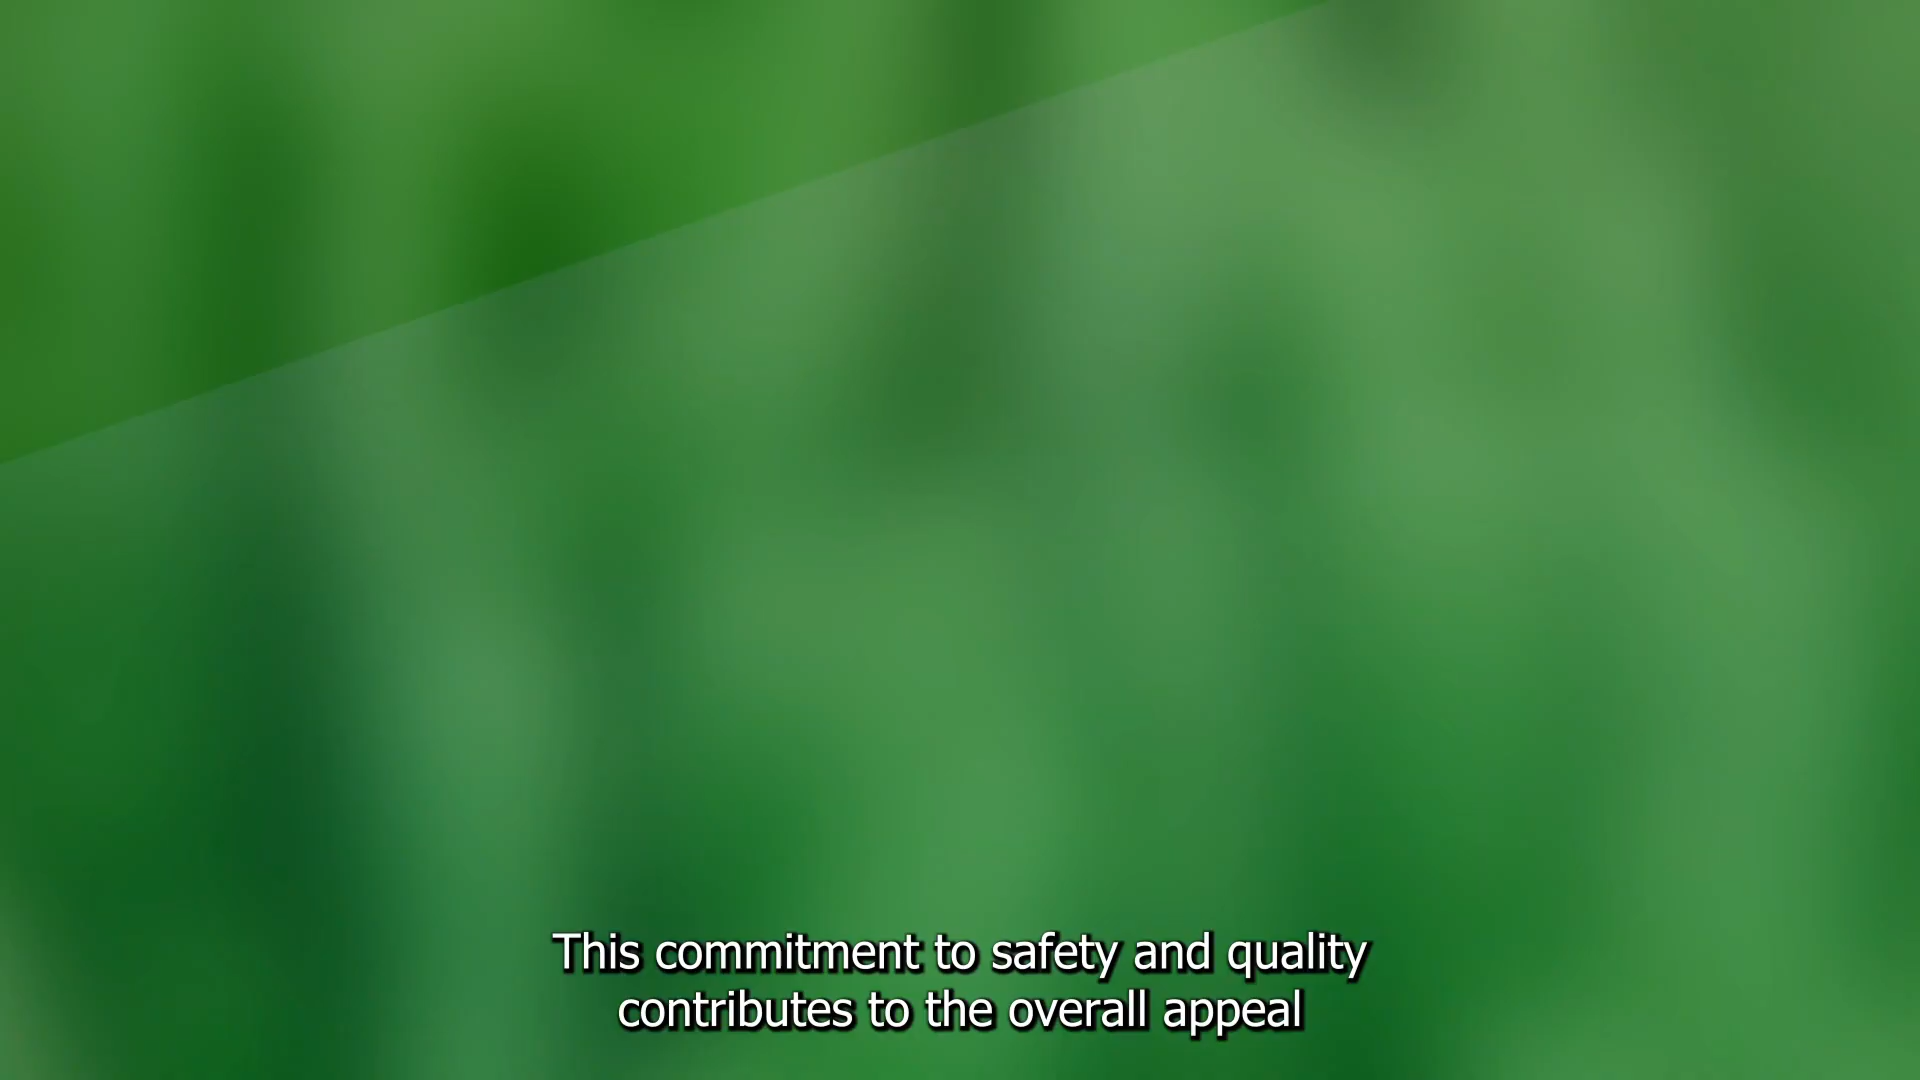 This commitment to safety and quality
contributes to the overall appeal